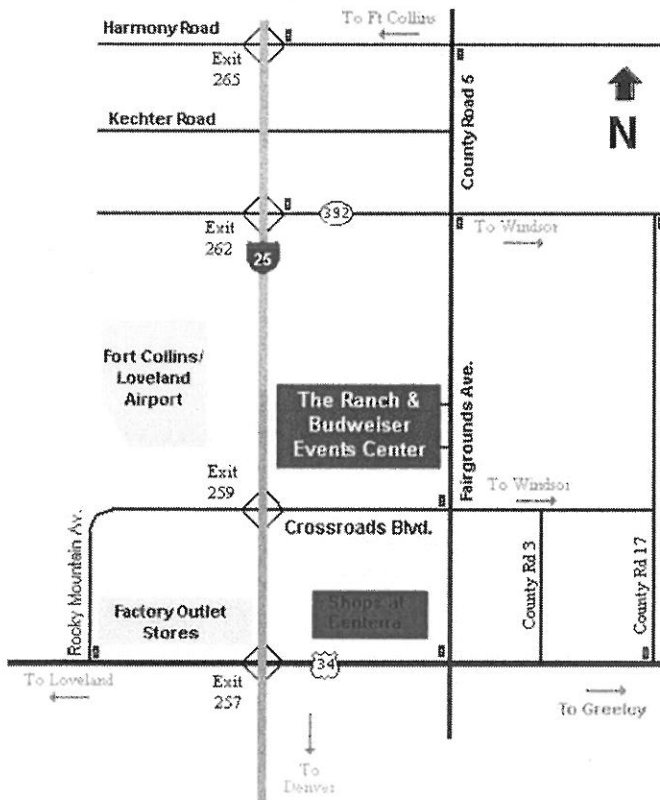 To Ft Collins
Harmony Road
Exit
265
County Road 5
N
Kechter Road
392
Exit
262
To Windsor
25
Fort Collins/
Loveland
Airport
The Ranch &
Budweiser
Events Center
Fairgrounds Ave.
Exit
259
To Windsor
Crossroads Blvd.
Rocky Mountain Av.
County Rd 3
County Rd 17
Factory Outlet
Stores
Shops at
Centerra
34
To Loveland
Exit
257
To Greeley
To
Denver